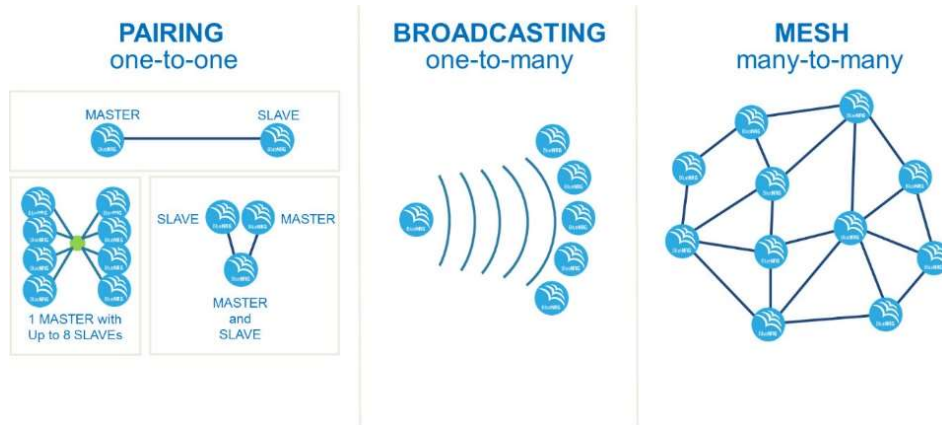 PAIRING
one-to-one
MASTER
SLAVE
1 MASTER with
Up to 8 SLAVEs
SLAVE
MASTER
MASTER
and
SLAVE
BROADCASTING
one-to-many
MESH
many-to-many